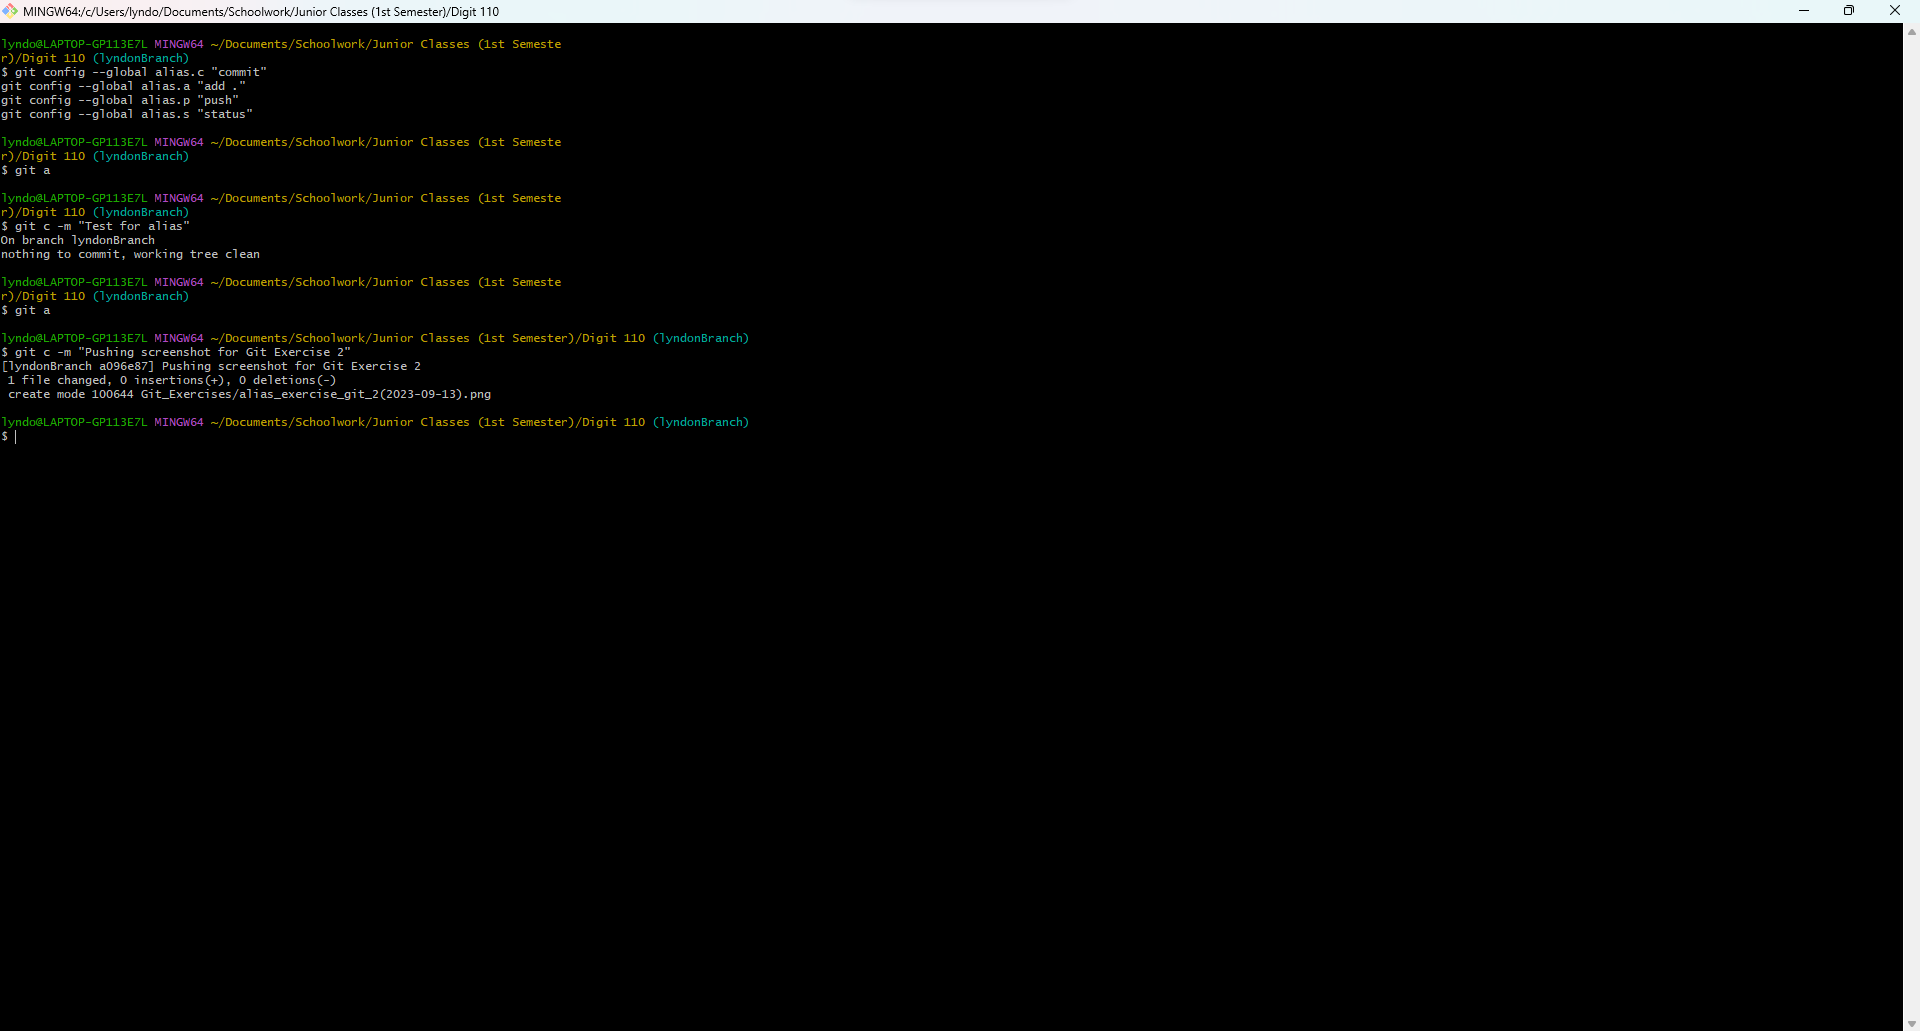 MINGW64:/c/Users/lyndo/Documents/Schoolwork/Junior Classes (1st Semester)/Digit 110
lyndo@LAPTOP-GP113E7L MINGW64 ~/Documents/Schoolwork/Junior Classes (1st Semeste
r)/Digit 110 (lyndonBranch)
$ git config --global alias.c "commit"
git config --global alias.a "add ."
git config --global alias.p "push"
git config --global alias.s "status"
lyndo@LAPTOP-GP113E7L MINGW64 ~/Documents/Schoolwork/Junior Classes (1st Semeste
r)/Digit 110 (lyndonBranch)
$ git a
lyndo@LAPTOP-GP113E7L MINGW64 ~/Documents/Schoolwork/Junior Classes (1st Semeste
r)/Digit 110 (lyndonBranch)
$ git c -m "Test for alias"
On branch lyndonBranch
nothing to commit, working tree clean
lyndo@LAPTOP-GP113E7L MINGW64 ~/Documents/Schoolwork/Junior Classes (1st Semeste
r)/Digit 110 (lyndonBranch)
$ git a
lyndo@LAPTOP-GP113E7L MINGW64 ~/Documents/Schoolwork/Junior Classes (1st Semester)/Digit 110 (lyndonBranch)
$ git c -m "Pushing screenshot for Git Exercise 2"
[lyndonBranch a096e87] Pushing screenshot for Git Exercise 2
 1 file changed, 0 insertions(+), 0 deletions(-)
 create mode 100644 Git_Exercises/alias_exercise_git_2(2023-09-13).png
lyndo@LAPTOP-GP113E7L MINGW64 ~/Documents/Schoolwork/Junior Classes (1st Semester)/Digit 110 (lyndonBranch)
$